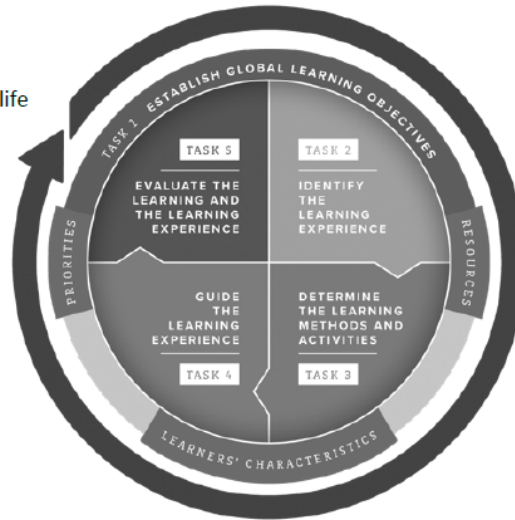 life
TASK 1 ESTABLISH GLOBAL LEARNING OBJECTIVES
TASK 5
EVALUATE THE
LEARNING AND
THE LEARNING
EXPERIENCE
TASK 2
IDENTIFY
THE
LEARNING
EXPERIENCE
PRIORITIES
RESOURCES
GUIDE
THE
LEARNING
EXPERIENCE
TASK 4
DETERMINE
THE LEARNING
METHODS AND
ACTIVITIES
TASK 3
LEARNERS' CHARACTERISTICS